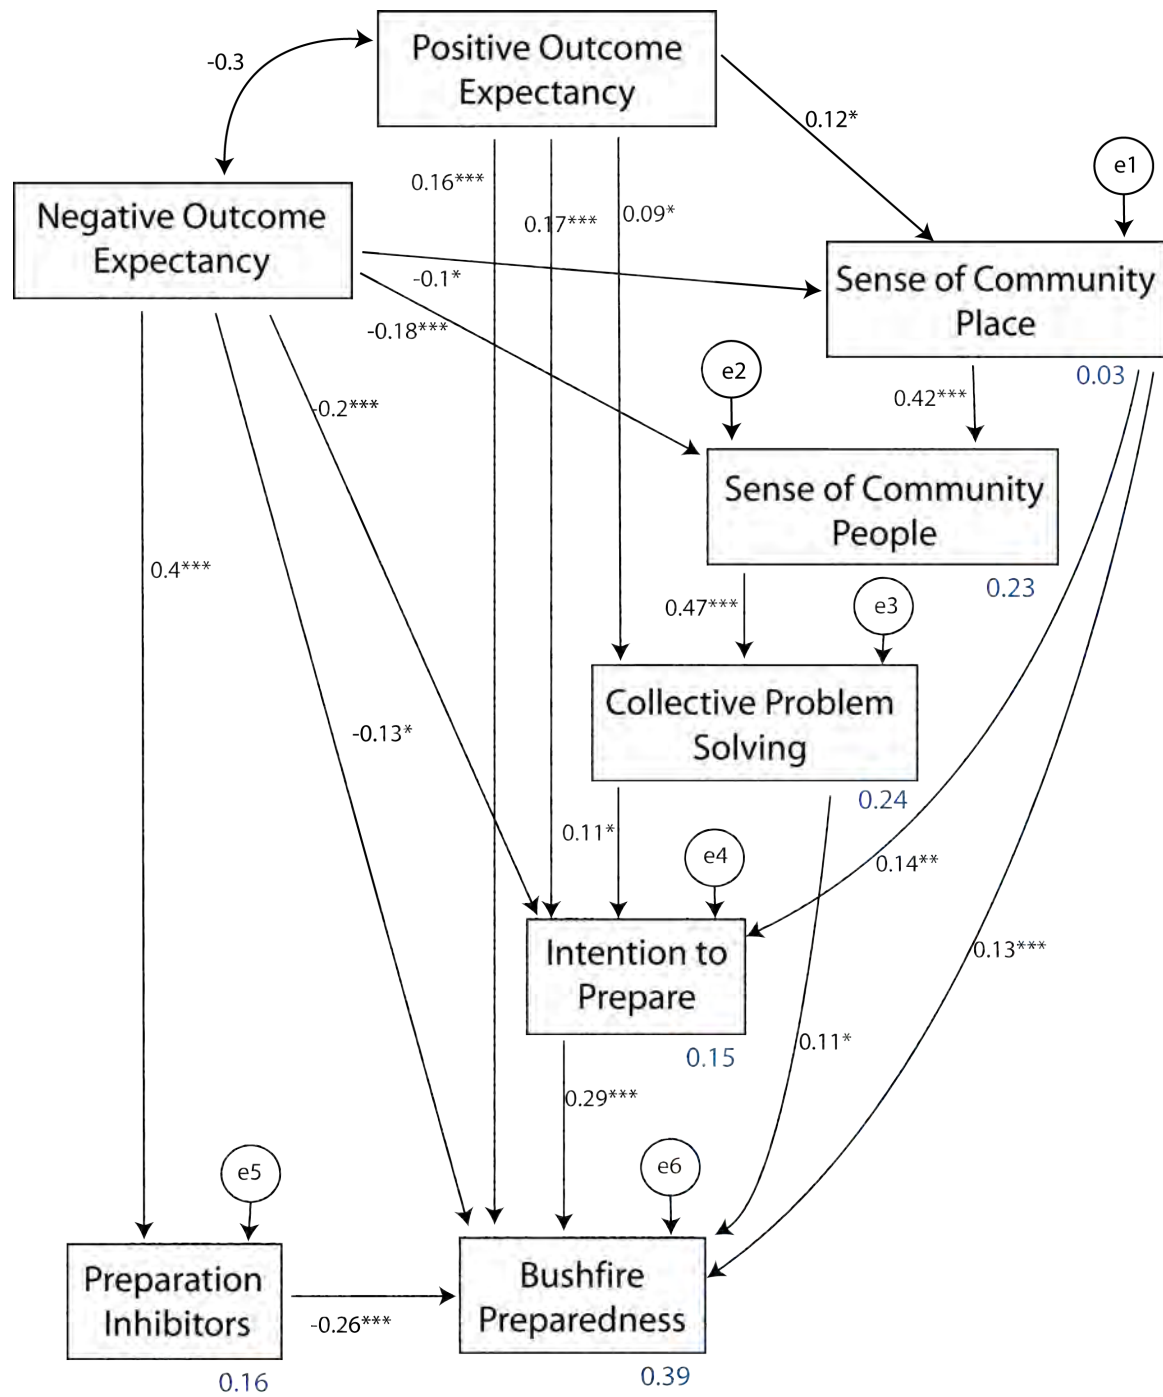 Positive Outcome
Expectancy
-0.3
0.12*
e1
0.16***
0.17***
0.09*
Negative Outcome
Expectancy
-0.1*
Sense of Community
Place
0.03
-0.18***
e2
0.42***
-0.2***
Sense of Community
People
0.23
0.4***
0.47***
e3
Collective Problem
Solving
0.24
-0.13*
0.11*
e4
0.14**
Intention to
Prepare
0.15
0.13***
0.11*
0.29***
e5
e6
Preparation
Inhibitors
0.16
-0.26***
Bushfire
Preparedness
0.39